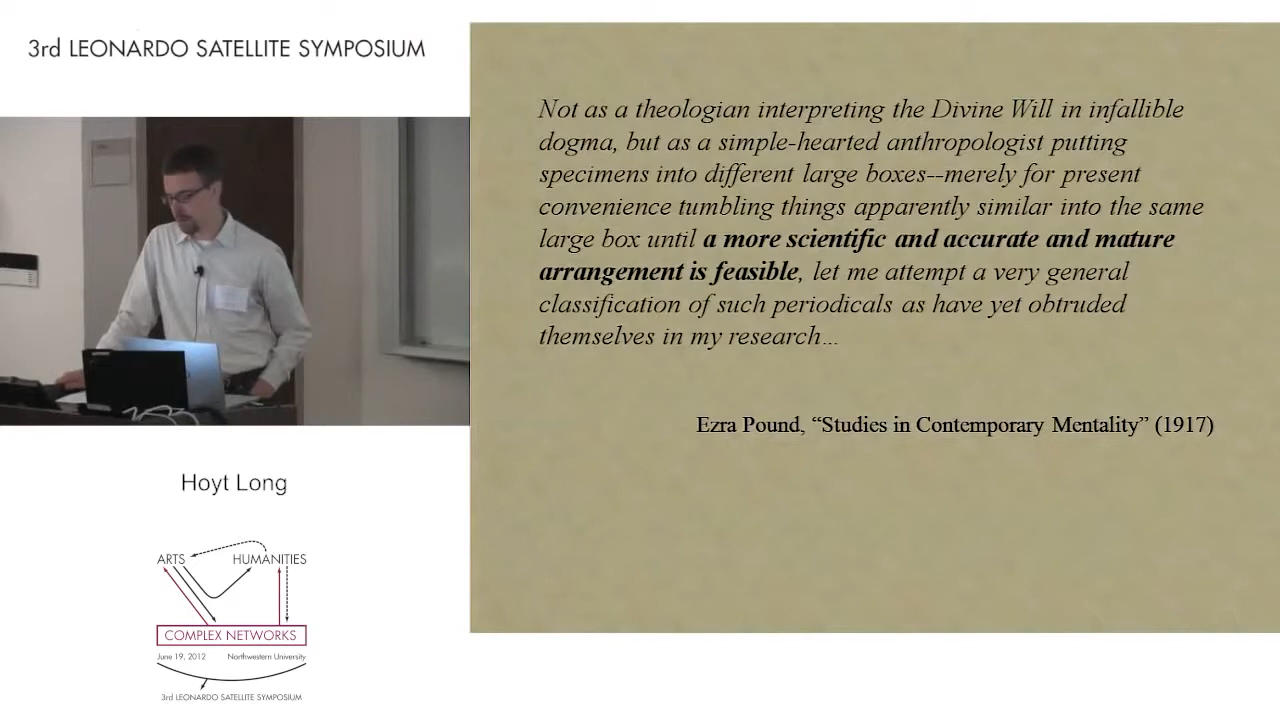 3rd LEONARDO SATELLITE SYMPOSIUM
Not as a theologian interpreting the Divine Will in infallible
dogma, but as a simple-hearted anthropologist putting
specimens into different large boxes--merely for present
convenience tumbling things apparently similar into the same
large box until a more scientific and accurate and mature
arrangement is feasible, let me attempt a very general
classification of such periodicals as have yet obtruded
themselves in my research...
Ezra Pound, “Studies in Contemporary Mentality” (1917)
Hoyt Long
ARTS HUMANITIES
COMPLEX NETWORKS
June 19, 2012 Northwestern University
3rd LEONARDO SATELLITE SYMPOSIUM